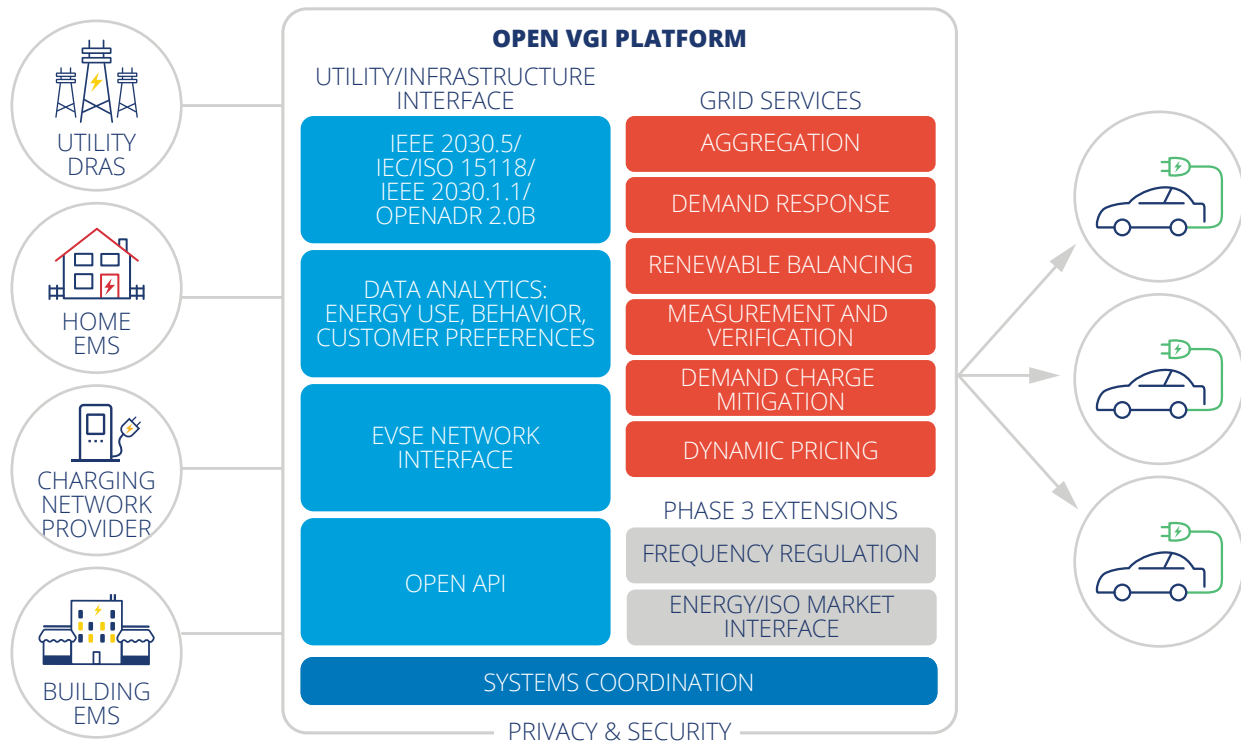 UTILITY
DRAS
HOME
EMS
CHARGING
NETWORK
PROVIDER
BUILDING
EMS
OPEN VGI PLATFORM
UTILITY/INFRASTRUCTURE
INTERFACE
IEEE 2030.5/
IEC/ISO 15118/
IEEE 2030.1.1/
OPENADR 2.0B
DATA ANALYTICS:
ENERGY USE, BEHAVIOR,
CUSTOMER PREFERENCES
EVSE NETWORK
INTERFACE
OPEN API
GRID SERVICES
AGGREGATION
DEMAND RESPONSE
RENEWABLE BALANCING
MEASUREMENT AND
VERIFICATION
DEMAND CHARGE
MITIGATION
DYNAMIC PRICING
PHASE 3 EXTENSIONS
FREQUENCY REGULATION
ENERGY/ISO MARKET
INTERFACE
SYSTEMS COORDINATION
PRIVACY & SECURITY